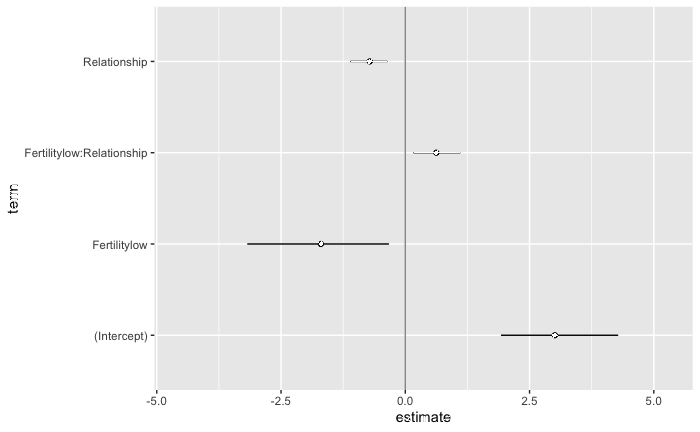 Relationship
Fertilitylow:Relationship
Fertilitylow
(Intercept)
term
-5.0 -2.5 0.0 2.5 5.0
estimate